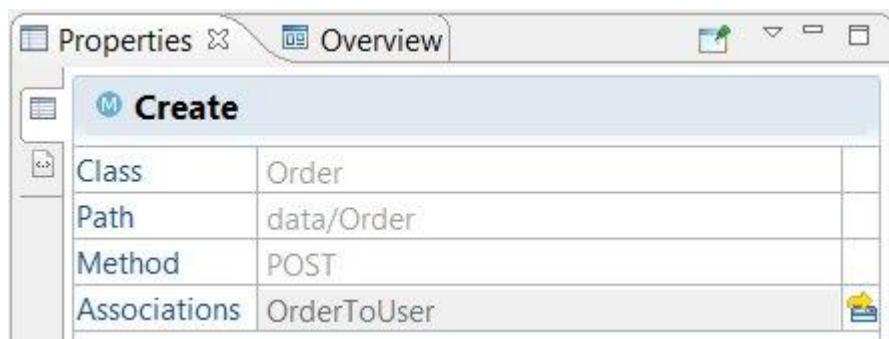 Properties Overview
M Create
Class Order
Path data/Order
Method POST
Associations OrderToUser